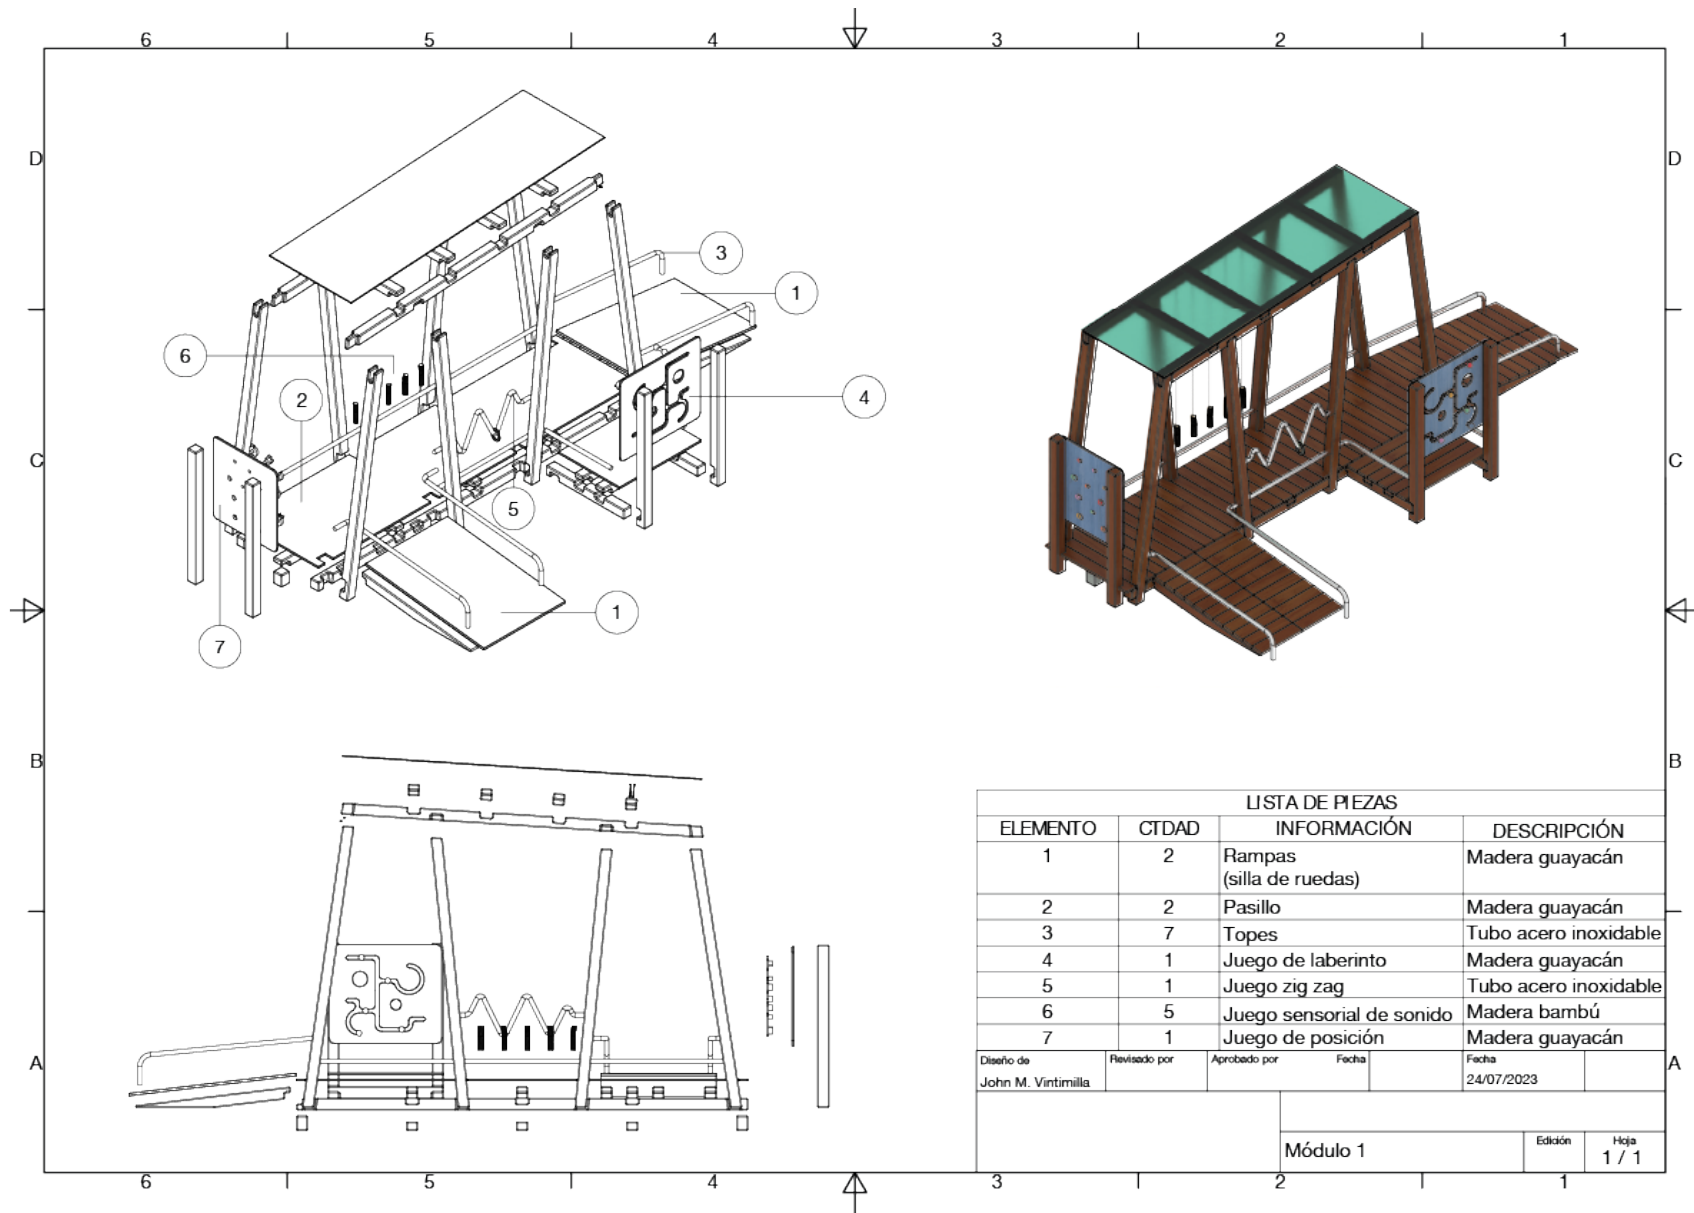 6 5 4 3 2 1
D D
3
1
6
2
4
C C
5
1
7
B B
LISTA DE PIEZAS
ELEMENTO CTDAD INFORMACIÓN DESCRIPCIÓN
1 2 Rampas Madera guayacán
(silla de ruedas)
2 2 Pasillo Madera guayacán
3 7 Topes Tubo acero inoxidable
4 1 Juego de laberinto Madera guayacán
5 1 Juego zig zag Tubo acero inoxidable
6 5 Juego sensorial de sonido Madera bambú
7 1 Juego de posición Madera guayacán
A A
Diseño de Revisado por Aprobado por Fecha Fecha
John M. Vintimilla 24/07/2023
Módulo 1 Edición Hoja
1 / 1
6 5 4 3 2 1